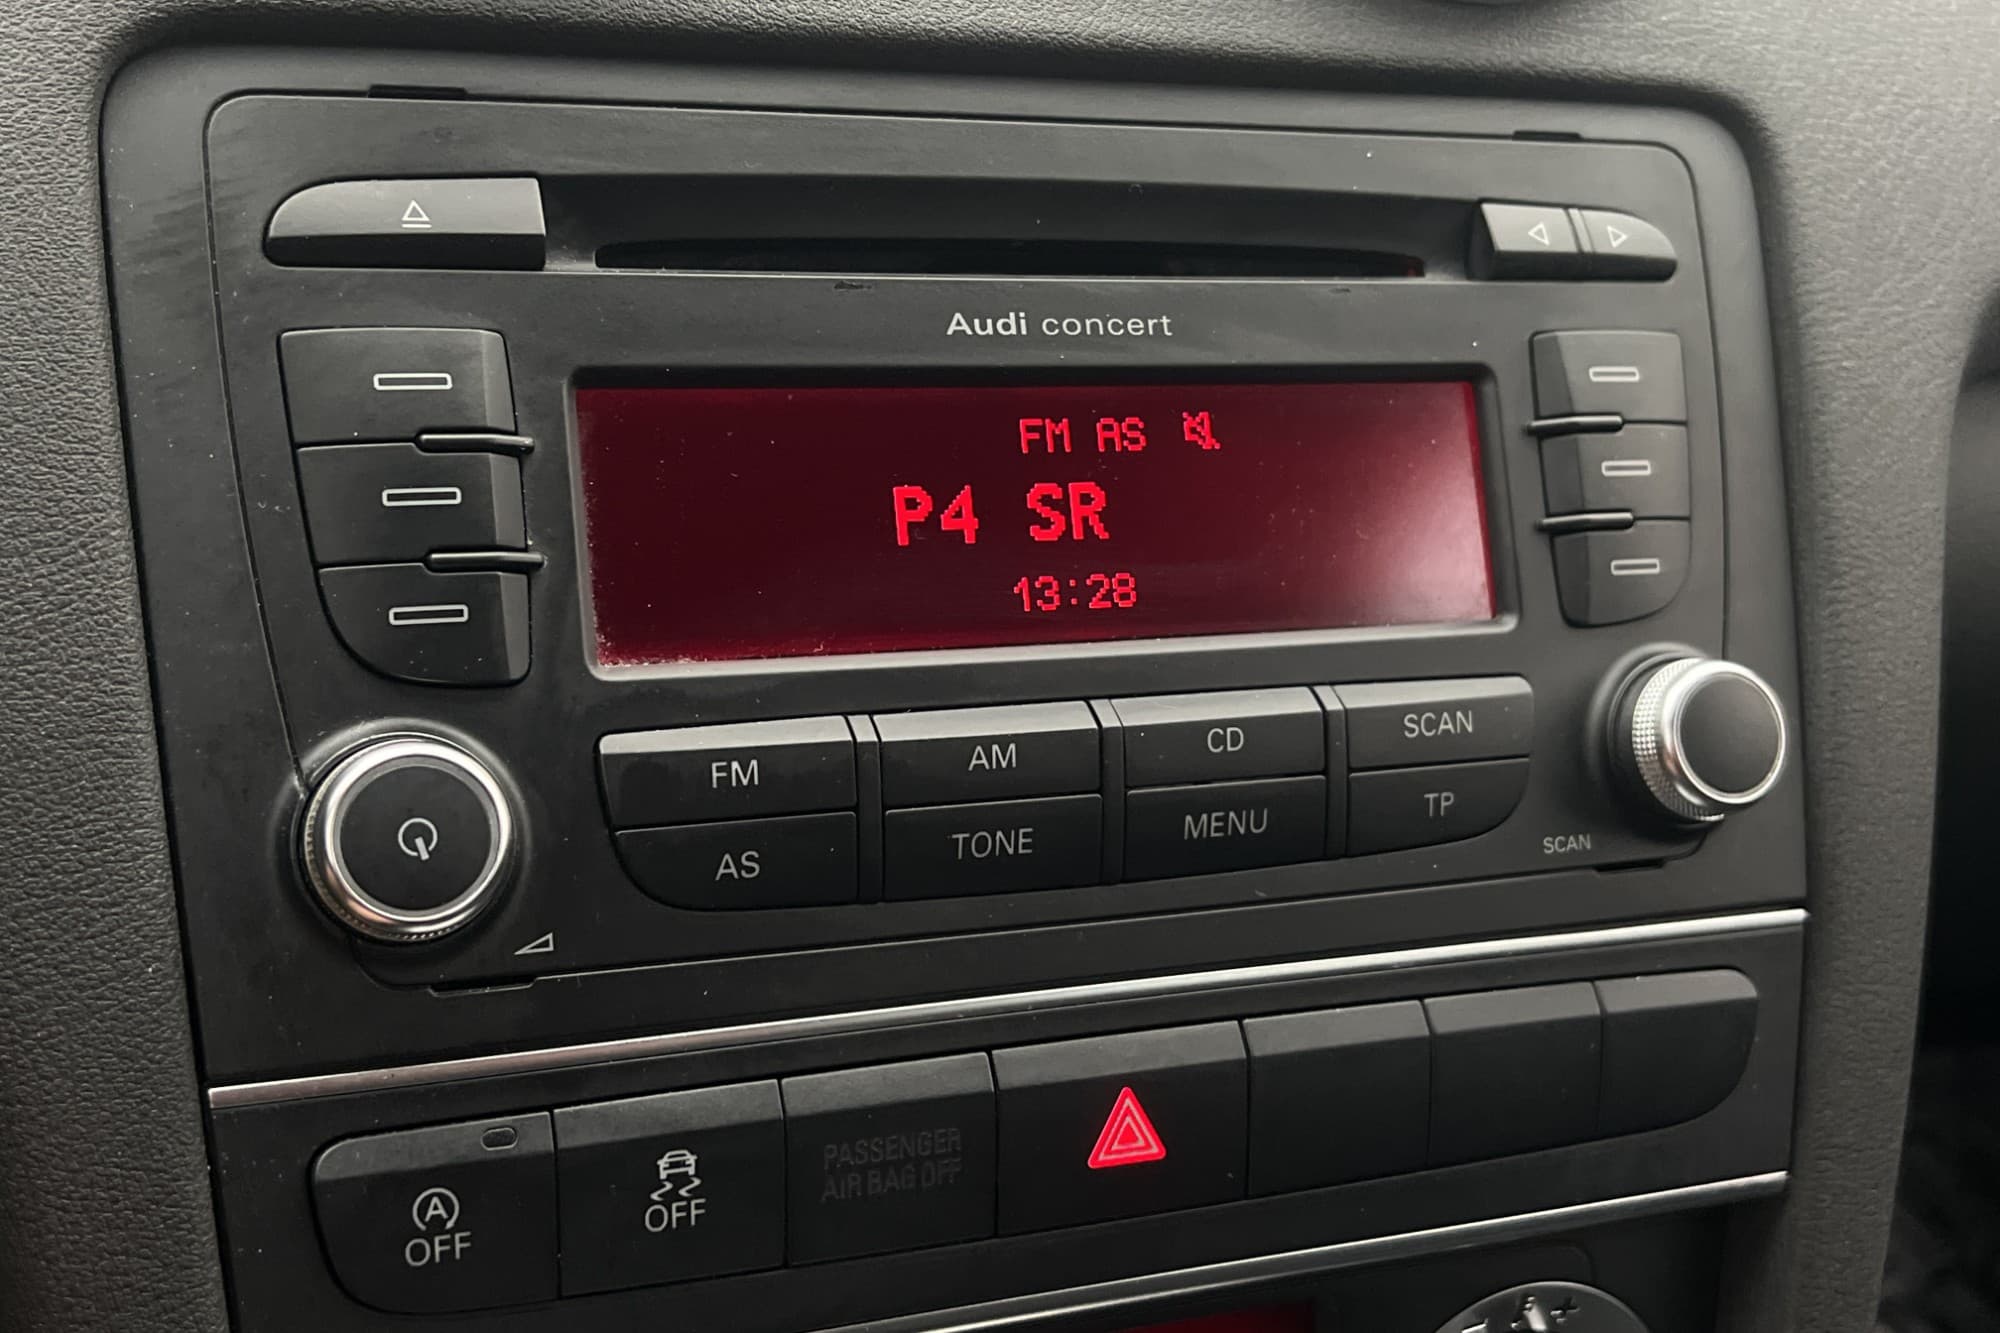 Audi concert
FM AS
P4 SR
13:28
FM
AM
CD
SCAN
AS
TONE
MENU
TP
SCAN
A
OFF
OFF
PASSENGER
AIR BAG OFF